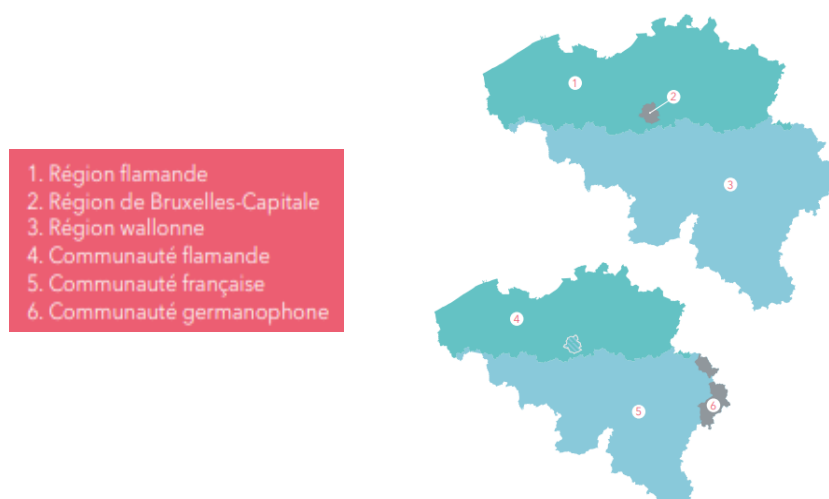 1. Région flamande
2. Région de Bruxelles-Capitale
3. Région wallonne
4. Communauté flamande
5. Communauté française
6. Communauté germanophone
1
2
3
4
5
6